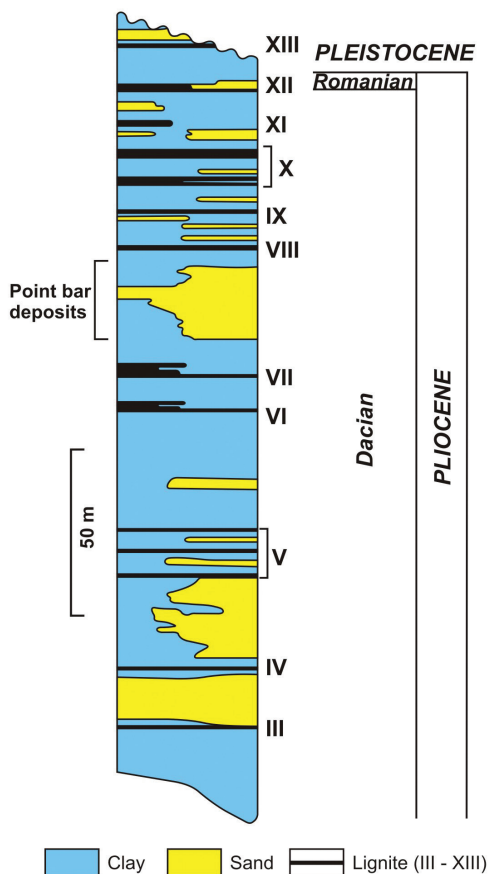 XIII
PLEISTOCENE
Romanian
XII
XI
X
IX
VIII
Point bar
deposits
VII
VI
Dacian
PLIOCENE
50 m
V
IV
III
Clay
Sand
Lignite (III - XIII)